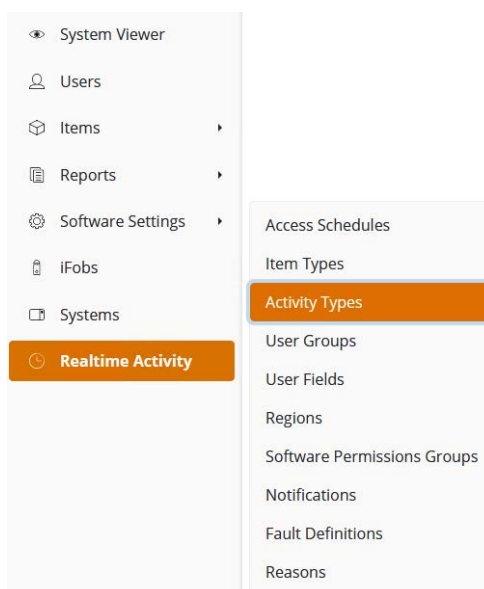 System Viewer
Users
Items
Reports
Software Settings
iFobs
Systems
Realtime Activity
Access Schedules
Item Types
Activity Types
User Groups
User Fields
Regions
Software Permissions Groups
Notifications
Fault Definitions
Reasons